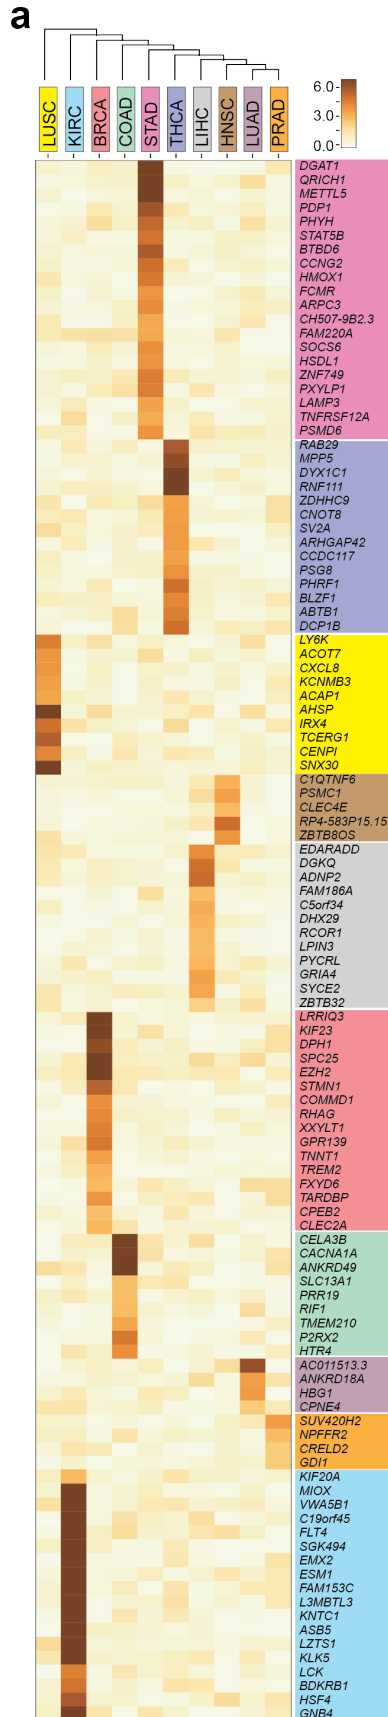 a
LUSC
KIRC
BRCA
COAD
STAD
THCA
LIHC
HNSC
LUAD
PRAD
6.0
3.0
0.0
DGAT1
QRICH1
METTL5
PDP1
PHYH
STAT5B
BTBD6
CCNG2
HMOX1
FCMR
ARPC3
CH507-9B2.3
FAM220A
SOCS6
HSDL1
ZNF749
PXYLP1
LAMP3
TNFRSF12A
PSMD6
RAB29
MPP5
DYX1C1
RNF111
ZDHHC9
CNOT8
SV2A
ARHGAP42
CCDC117
PSG8
PHRF1
BLZF1
ABTB1
DCP1B
LY6K
ACOT7
CXCL8
KCNMB3
ACAP1
AHSP
IRX4
TCERG1
CENPI
SNX30
C1QTNF6
PSMC1
CLEC4E
RP4-583P15.15
ZBTB8OS
EDARADD
DGKQ
ADNP2
FAM186A
C5orf34
DHX29
RCOR1
LPIN3
PYCRL
GRIA4
SYCE2
ZBTB32
LRRIQ3
KIF23
DPH1
SPC25
EZH2
STMN1
COMMD1
RHAG
XXYLT1
GPR139
TNNT1
TREM2
FXYD6
TARDBP
CPEB2
CLEC2A
CELA3B
CACNA1A
ANKRD49
SLC13A1
PRR19
RIF1
TMEM210
P2RX2
HTR4
AC011513.3
ANKRD18A
HBG1
CPNE4
SUV420H2
NPFFR2
CRELD2
GDI1
KIF20A
MIOX
VWA5B1
C19orf45
FLT4
SGK494
EMX2
ESM1
FAM153C
L3MBTL3
KNTC1
ASB5
LZTS1
KLK5
LCK
BDKRB1
HSF4
GNB4